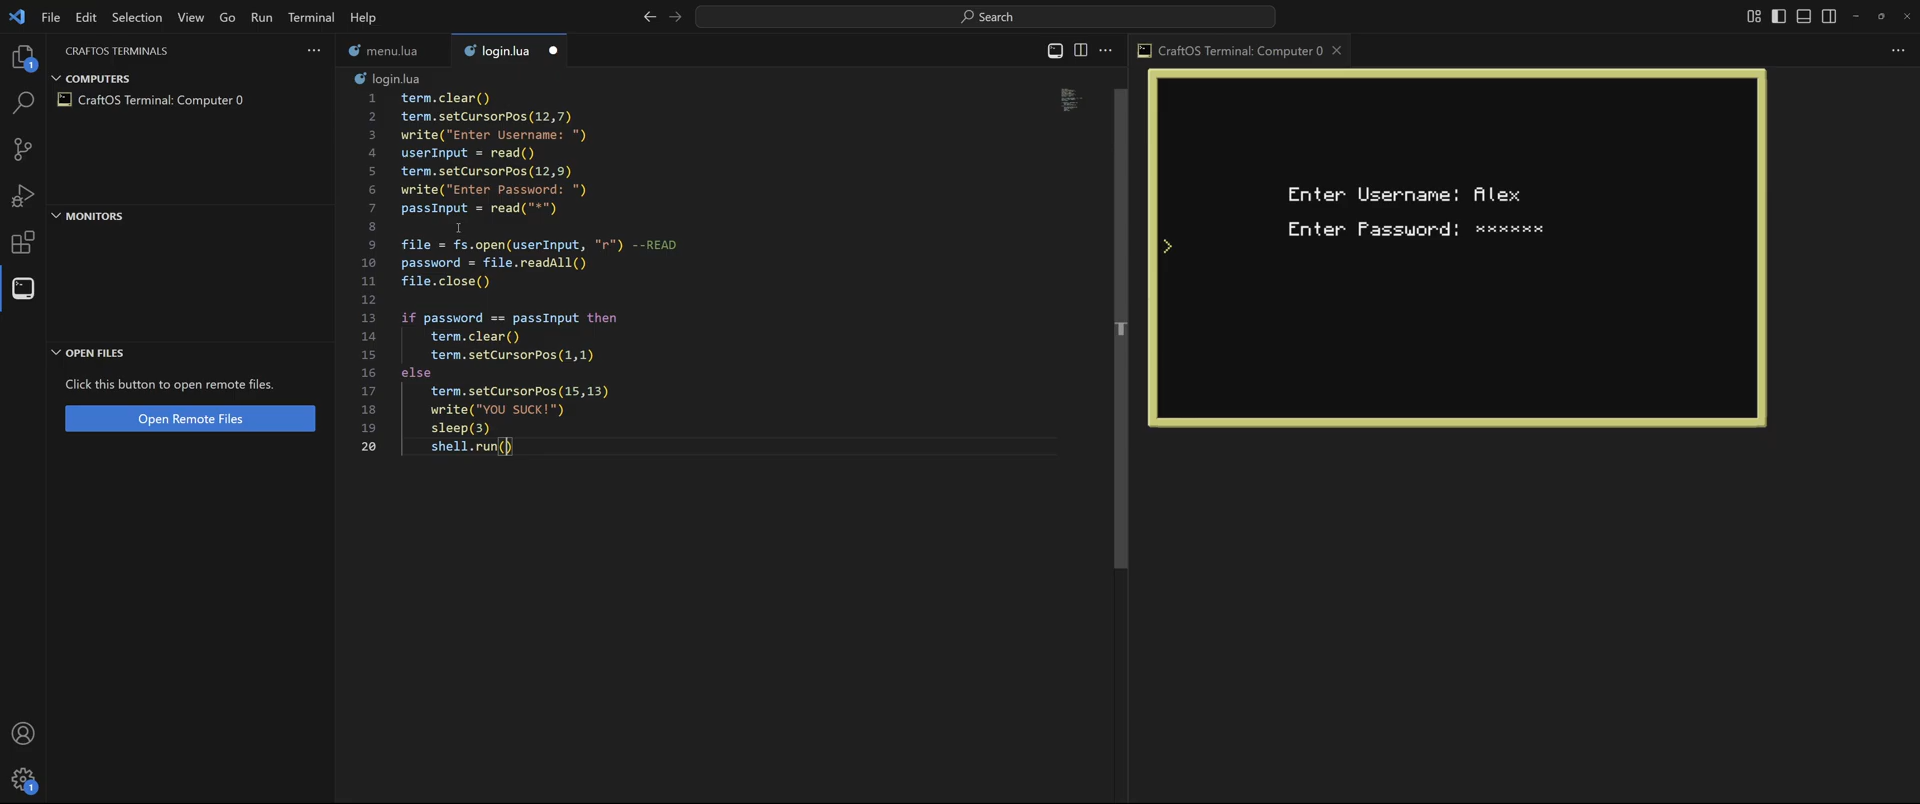 File Edit Selection View Go Run Terminal Help
Search
CRAFTOS TERMINALS
COMPUTERS
CraftOS Terminal: Computer 0
MONITORS
OPEN FILES
Click this button to open remote files.
Open Remote Files
1
1
menu.lua
login.lua
login.lua
1 term.clear()
2 term.setCursorPos(12,7)
3 write("Enter Username: ")
4 userInput = read()
5 term.setCursorPos(12,9)
6 write("Enter Password: ")
7 passInput = read("*")
8
9 file = fs.open(userInput, "r") --READ
10 password = file.readAll()
11 file.close()
12
13 if password == passInput then
14 term.clear()
15 term.setCursorPos(1,1)
16 else
17 term.setCursorPos(15,13)
18 write("YOU SUCK!")
19 sleep(3)
20 shell.run()
CraftOS Terminal: Computer 0
Enter Username: Alex
Enter Password: ******
>